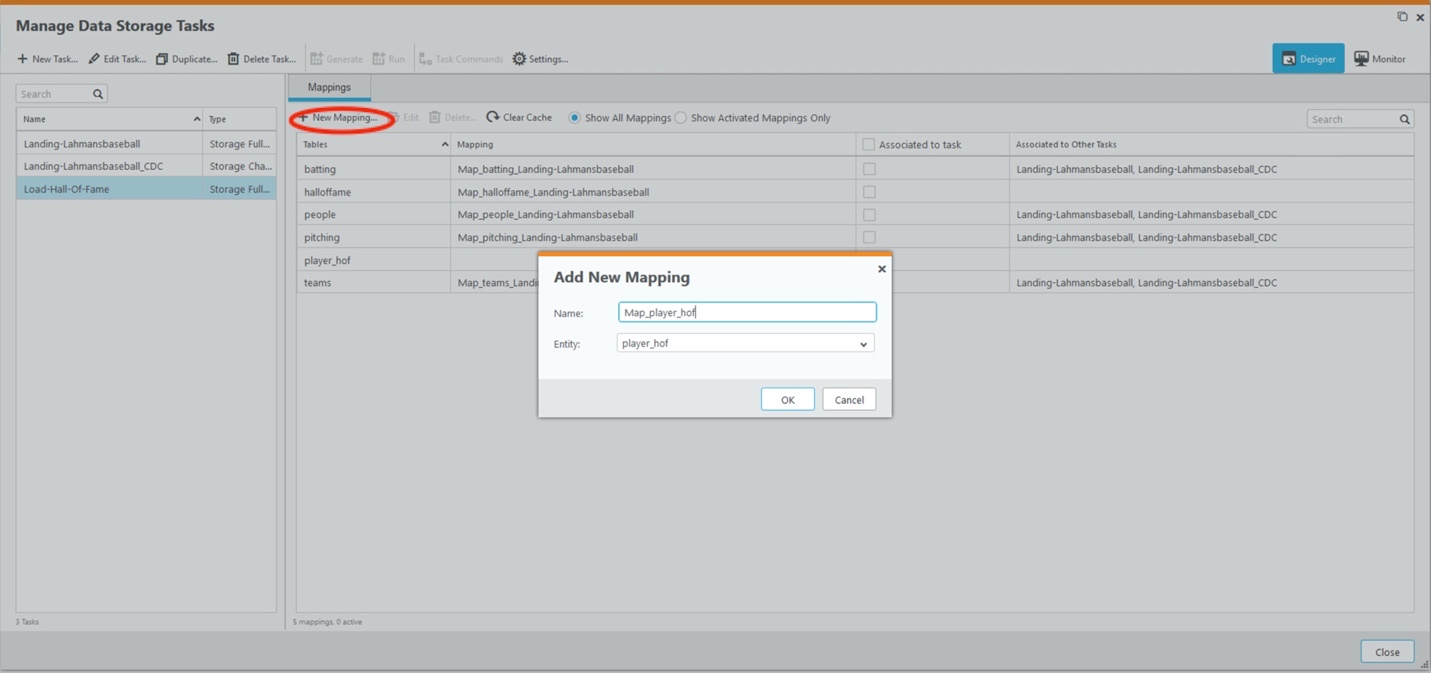 Manage Data Storage Tasks
New Task... Edit Task... Duplicate... Delete Task... Generate Run Task Commands Settings... Designer Monitor
Search
Name Type
Landing-Lahmansbaseball Storage Full...
Landing-Lahmansbaseball_CDC Storage Cha...
Load-Hall-Of-Fame Storage Full...
3 Tasks
Mappings
New Mapping... Edit Delete... Clear Cache Show All Mappings Show Activated Mappings Only Search
Tables Mapping Associated to task Associated to Other Tasks
batting Map_batting_Landing-Lahmansbaseball Landing-Lahmansbaseball, Landing-Lahmansbaseball_CDC
halloffame Map_halloffame_Landing-Lahmansbaseball
people Map_people_Landing-Lahmansbaseball Landing-Lahmansbaseball, Landing-Lahmansbaseball_CDC
pitching Map_pitching_Landing-Lahmansbaseball Landing-Lahmansbaseball, Landing-Lahmansbaseball_CDC
player_hof
teams Map_teams_Landi Landing-Lahmansbaseball, Landing-Lahmansbaseball_CDC
Add New Mapping
Name: Map_player_hof
Entity: player_hof
OK Cancel
5 mappings, 0 active
Close